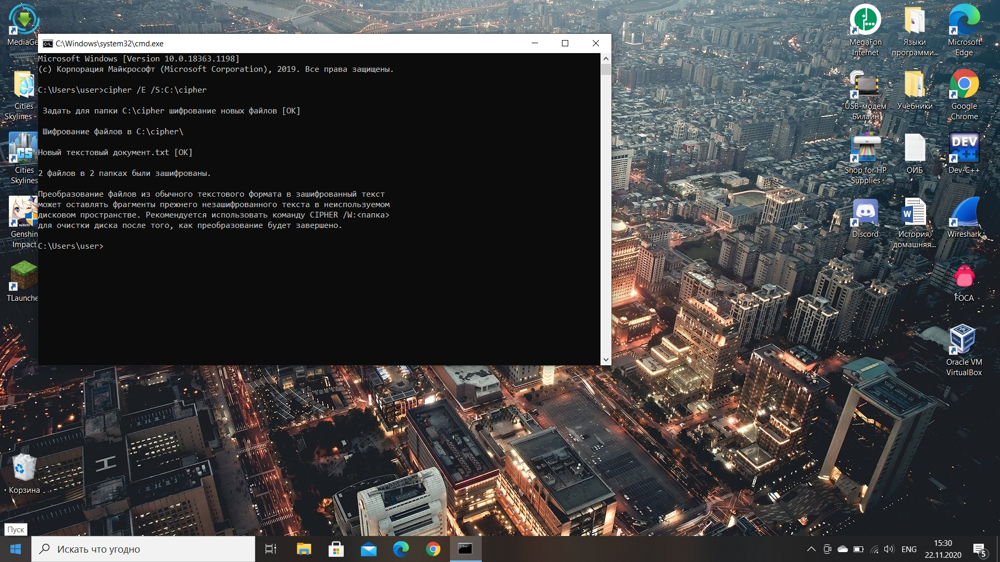 C:\Windows\system32\cmd.exe
Microsoft Windows [Version 10.0.18363.1198]
(c) Корпорация Майкрософт (Microsoft Corporation), 2019. Все права защищены.
C:\Users\user>cipher /E /S:C:\cipher
Задать для папки C:\cipher шифрование новых файлов [OK]
Шифрование файлов в C:\cipher\
Новый текстовый документ.txt [OK]
2 файлов в 2 папках были зашифрованы.
Преобразование файлов из обычного текстового формата в зашифрованный текст
может оставлять фрагменты прежнего незашифрованного текста в неиспользуемом
дисковом пространстве. Рекомендуется использовать команду CIPHER /W:<папка>
для очистки диска после того, как преобразование будет завершено.
C:\Users\user>
MediaGe
Cities
Skylines -
CS
Cities
Skylines
miHoYo
Genshin
Impact
TLaunche
Корзина
MegaFon
Internet
Языки
программи...
Microsoft
Edge
USB-модем
Билайн
Учебники
Google
Chrome
Shop for HP
Supplies
ОИБ
DEV
C++
Dev-C++
Discord
W
История,
домашняя...
Wireshark
FOCA
Oracle VM
VirtualBox
H
Пуск
Искать что угодно
ENG
15:30
22.11.2020
5